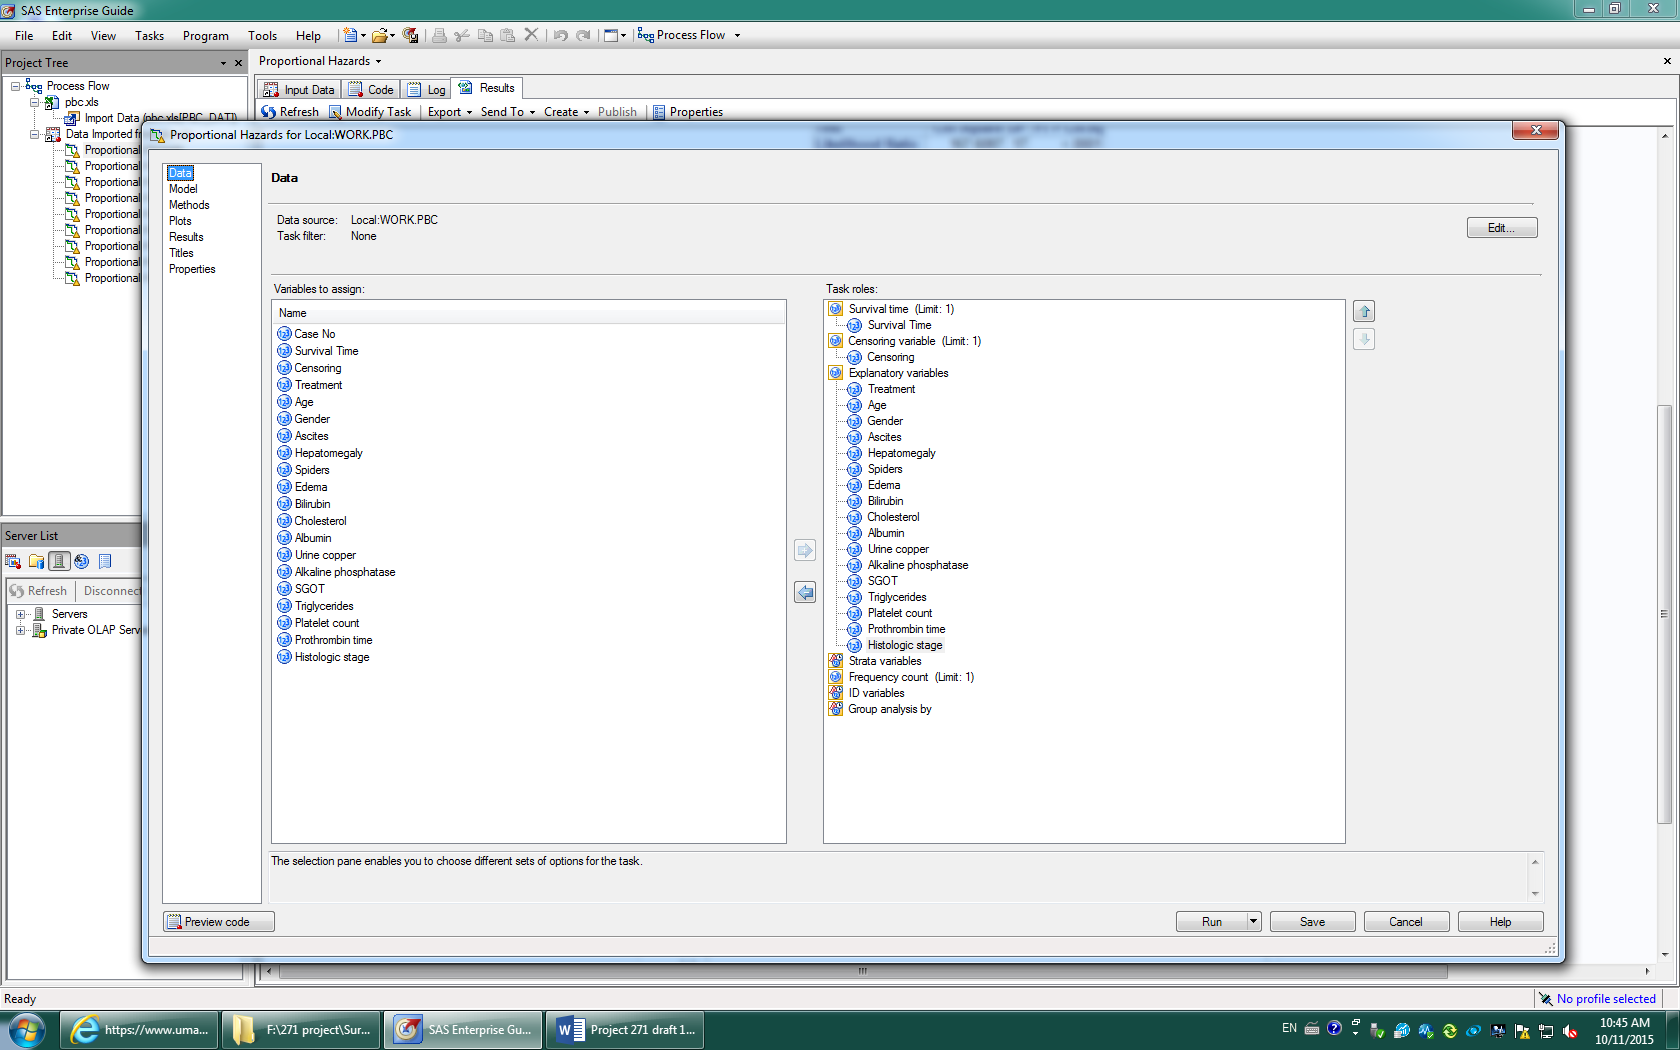 SAS Enterprise Guide
File Edit View Tasks Program Tools Help Process Flow
Project Tree
Process Flow
pbc.xls
Import Data (pbc.xls[PBC_DAT])
Data Imported fr
Proportional
Proportional
Proportional
Proportional
Proportional
Proportional
Proportional
Proportional
Proportional
Server List
Refresh Disconnect
Servers
Private OLAP Serv
Proportional Hazards
Input Data Code Log Results
Refresh Modify Task Export Send To Create Publish Properties
Proportional Hazards for Local:WORK.PBC
Data
Model
Methods
Plots
Results
Titles
Properties
Data
Data source: Local:WORK.PBC
Task filter: None
Edit...
Variables to assign:
Name
Case No
Survival Time
Censoring
Treatment
Age
Gender
Ascites
Hepatomegaly
Spiders
Edema
Bilirubin
Cholesterol
Albumin
Urine copper
Alkaline phosphatase
SGOT
Triglycerides
Platelet count
Prothrombin time
Histologic stage
Task roles:
Survival time (Limit: 1)
Survival Time
Censoring variable (Limit: 1)
Censoring
Explanatory variables
Treatment
Age
Gender
Ascites
Hepatomegaly
Spiders
Edema
Bilirubin
Cholesterol
Albumin
Urine copper
Alkaline phosphatase
SGOT
Triglycerides
Platelet count
Prothrombin time
Histologic stage
Strata variables
Frequency count (Limit: 1)
ID variables
Group analysis by
The selection pane enables you to choose different sets of options for the task.
Preview code
Run Save Cancel Help
Ready
No profile selected
https://www.uma...
F:\271 project\Sur...
SAS Enterprise Gu...
Project 271 draft 1...
EN
10:45 AM
10/11/2015